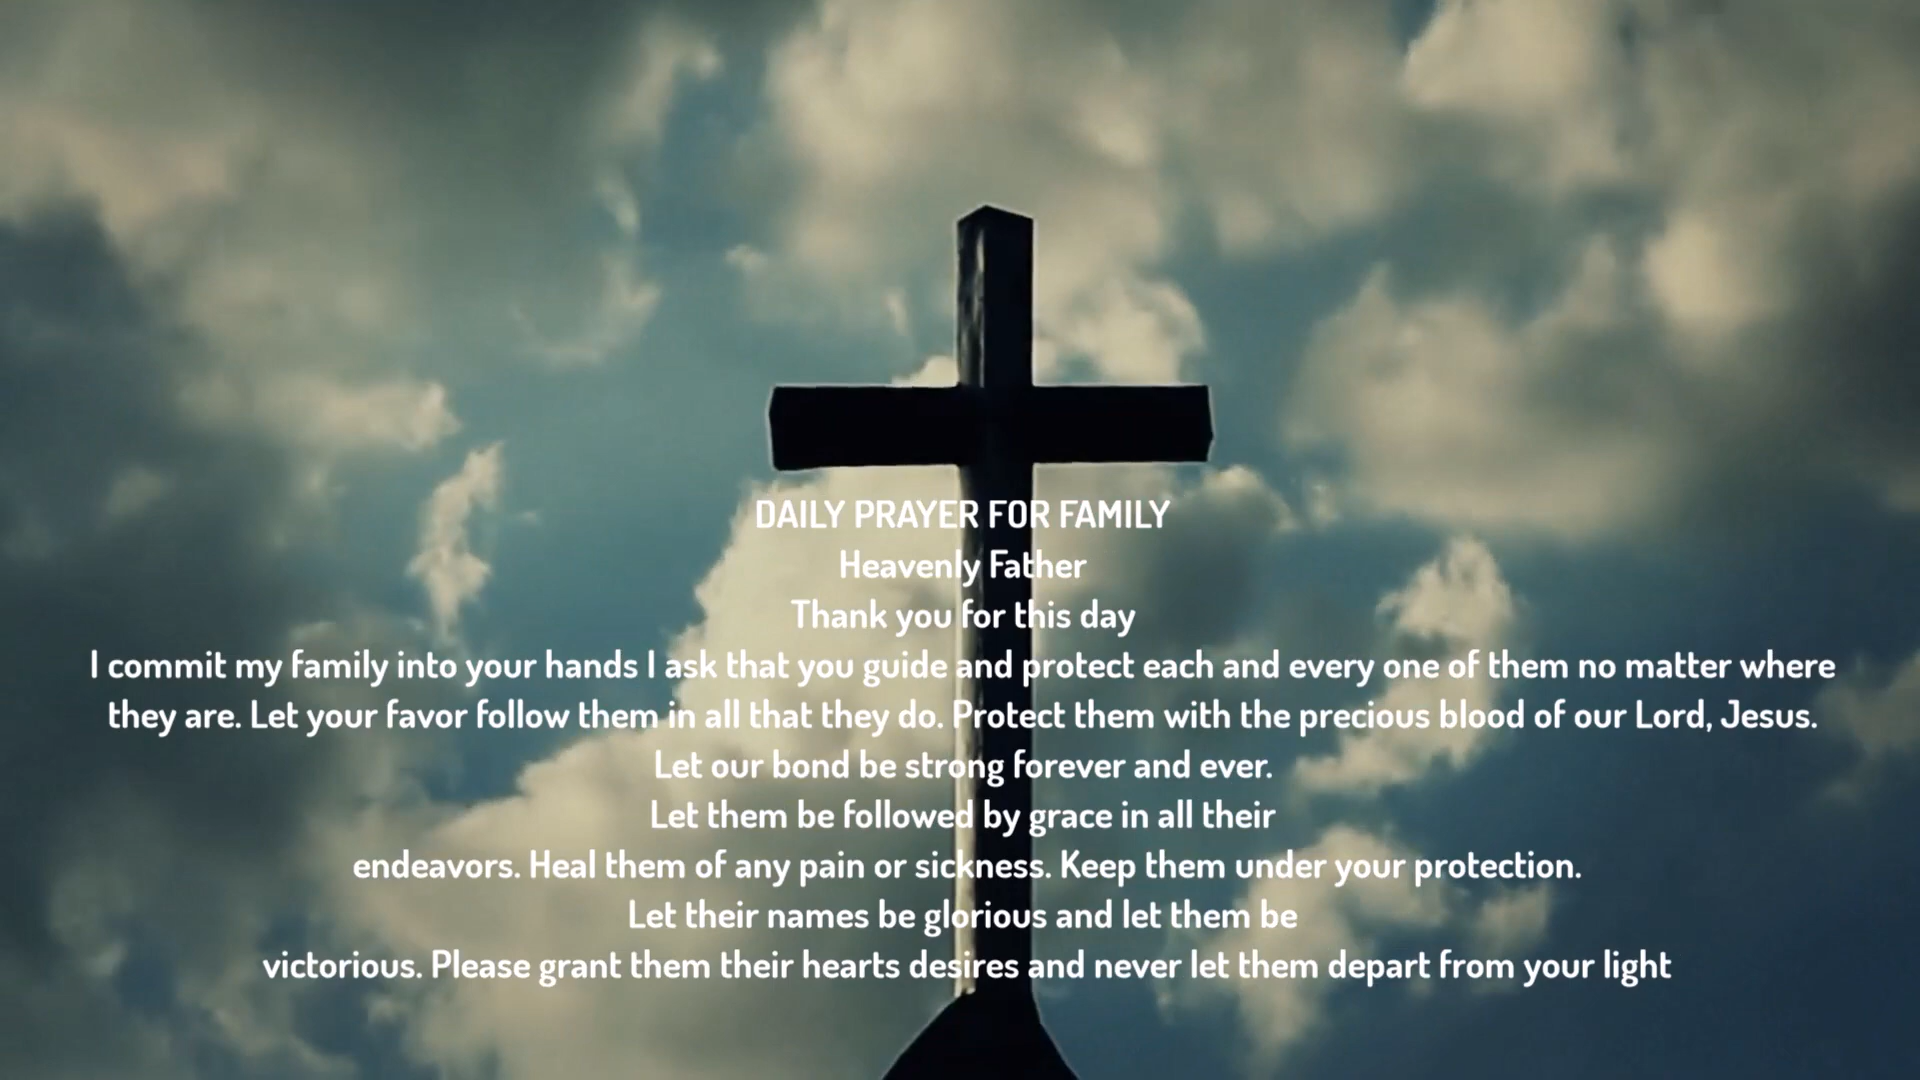 DAILY PRAYER FOR FAMILY
Heavenly Father
Thank you for this day
I commit my family into your hands I ask that you guide and protect each and every one of them no matter where
they are. Let your favor follow them in all that they do. Protect them with the precious blood of our Lord, Jesus.
Let our bond be strong forever and ever.
Let them be followed by grace in all their
endeavors. Heal them of any pain or sickness. Keep them under your protection.
Let their names be glorious and let them be
victorious. Please grant them their hearts desires and never let them depart from your light